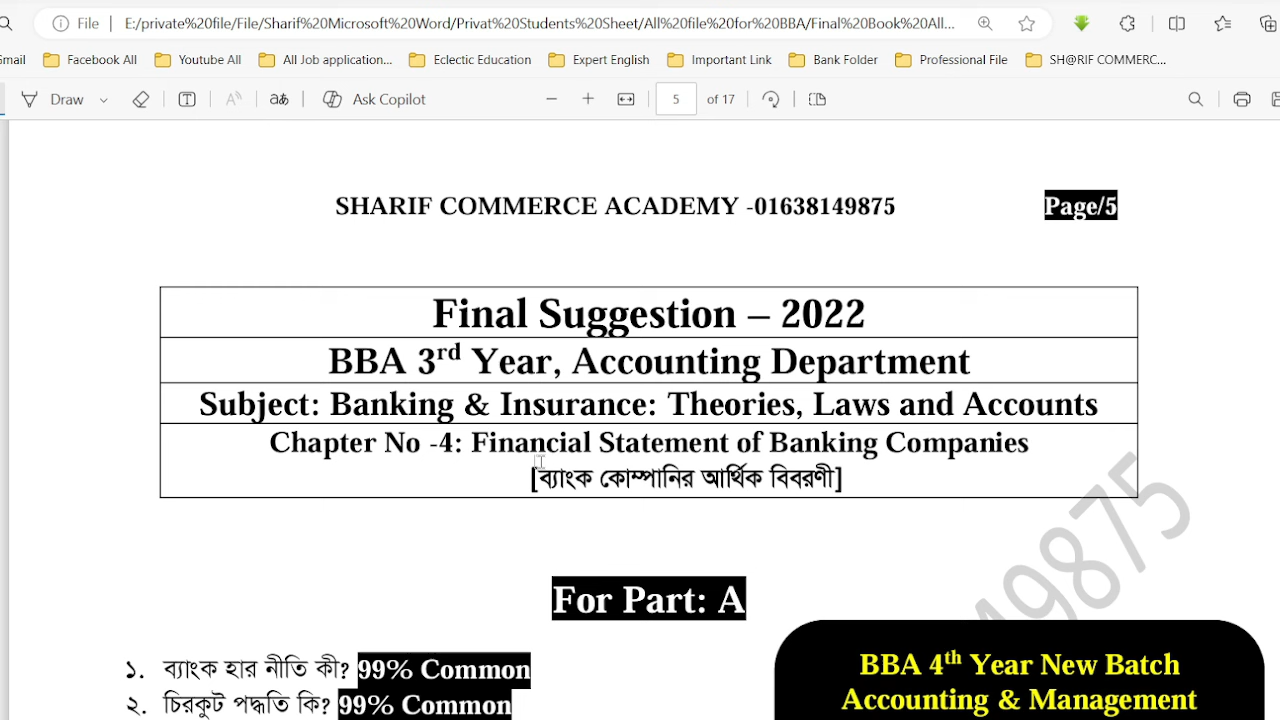 File
E:/private%20file/File/Sharif%20Microsoft%20Word/Privat%20Students%20Sheet/All%20file%20for%20BBA/Final%20Book%20All...
Gmail Facebook All Youtube All All Job application... Eclectic Education Expert English Important Link Bank Folder Professional File SH@RIF COMMERC...
Draw Ask Copilot 5 of 17
SHARIF COMMERCE ACADEMY -01638149875 Page/5
Final Suggestion – 2022
BBA 3rd Year, Accounting Department
Subject: Banking & Insurance: Theories, Laws and Accounts
Chapter No -4: Financial Statement of Banking Companies
[ব্যাংক কোম্পানির আর্থিক বিবরণী]
49875
For Part: A
১. ব্যাংক হার নীতি কী? 99% Common
২. চিরকুট পদ্ধতি কি? 99% Common
BBA 4th Year New Batch
Accounting & Management